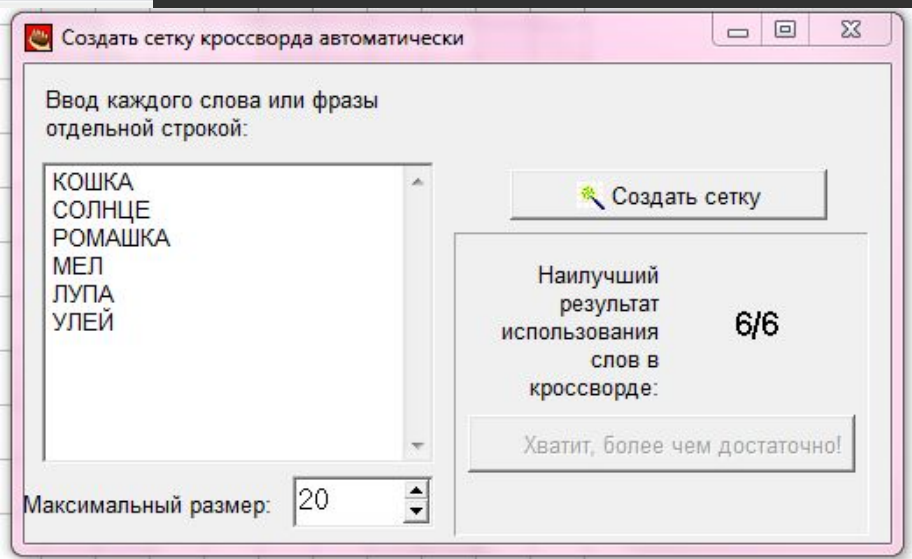 Создать сетку кроссворда автоматически
Ввод каждого слова или фразы
отдельной строкой:
КОШКА
СОЛНЦЕ
РОМАШКА
МЕЛ
ЛУПА
УЛЕЙ
Максимальный размер: 20
Создать сетку
Наилучший
результат
использования
слов в
кроссворде:
6/6
Хватит, более чем достаточно!